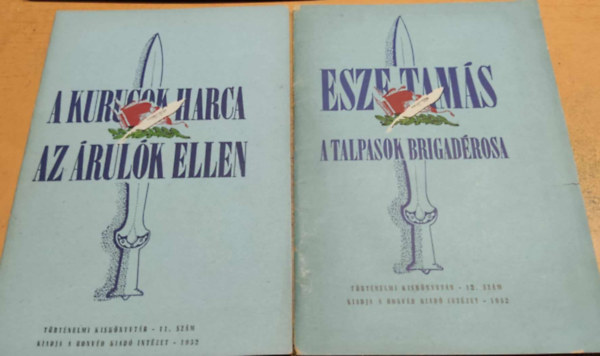 A KURUCOK HARCA
AZ ÁRULÓK ELLEN
TÖRTÉNELMI KISKÖNYVTÁR - 11. SZÁM
KIADJA A HONVÉD KIADÓ INTÉZET - 1952
ESZE TAMÁS
A TALPASOK BRIGADÉROSA
TÖRTÉNELMI KISKÖNYVTÁR - 12. SZÁM
KIADJA A HONVÉD KIADÓ INTÉZET - 1952